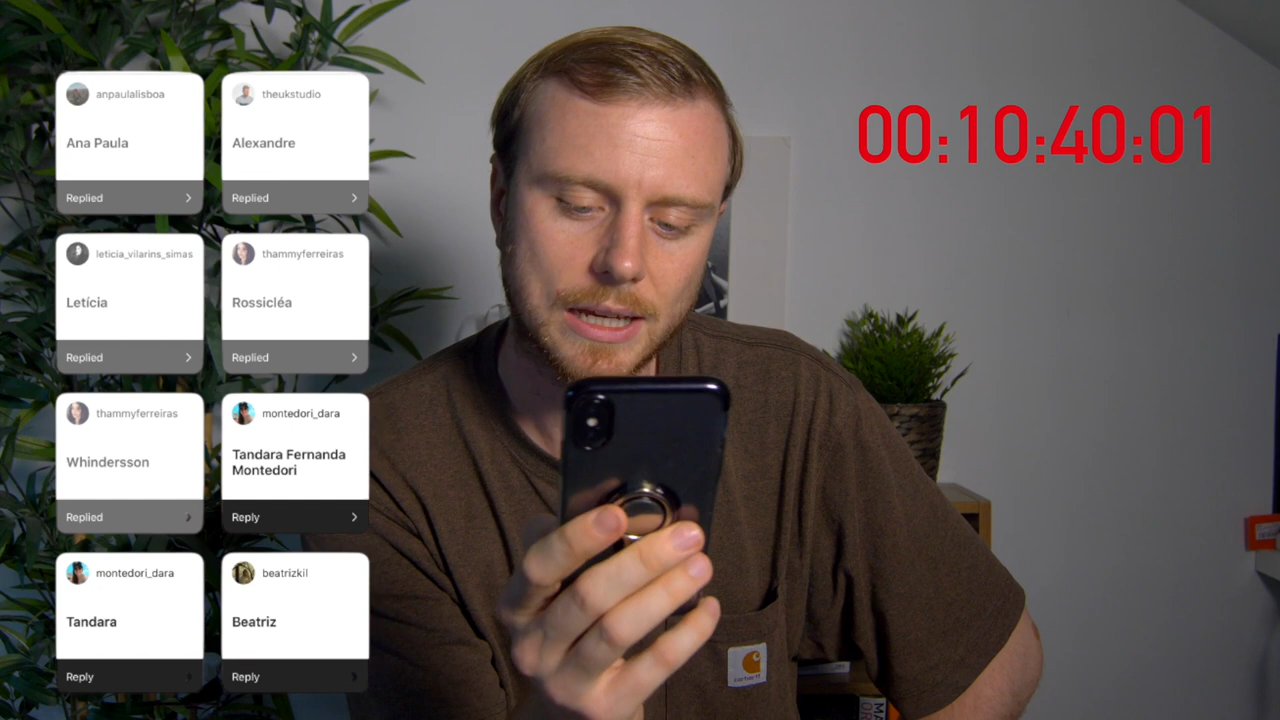 anpaulalisboa
Ana Paula
Replied
theukstudio
Alexandre
Replied
leticia_vilarins_simas
Letícia
Replied
thammyferreiras
Rossicléa
Replied
thammyferreiras
Whindersson
Replied
montedori_dara
Tandara Fernanda
Montedori
Reply
montedori_dara
Tandara
Reply
beatrizkil
Beatriz
Reply
00:10:40:01
carhartt